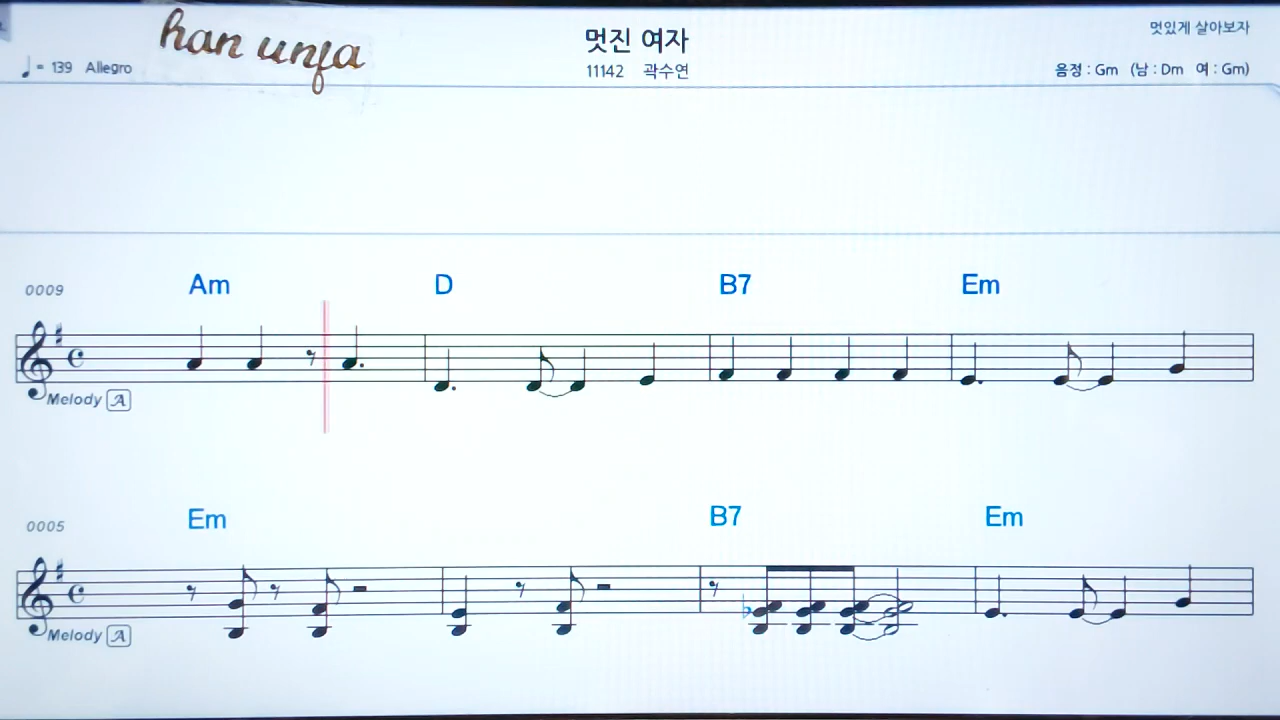 han unja
멋진 여자
멋있게 살아보자
♩ = 139 Allegro
11142 곽수연
음정 : Gm (남 : Dm 여 : Gm)
0009
Am D B7 Em
Melody A
0005
Em B7 Em
Melody A